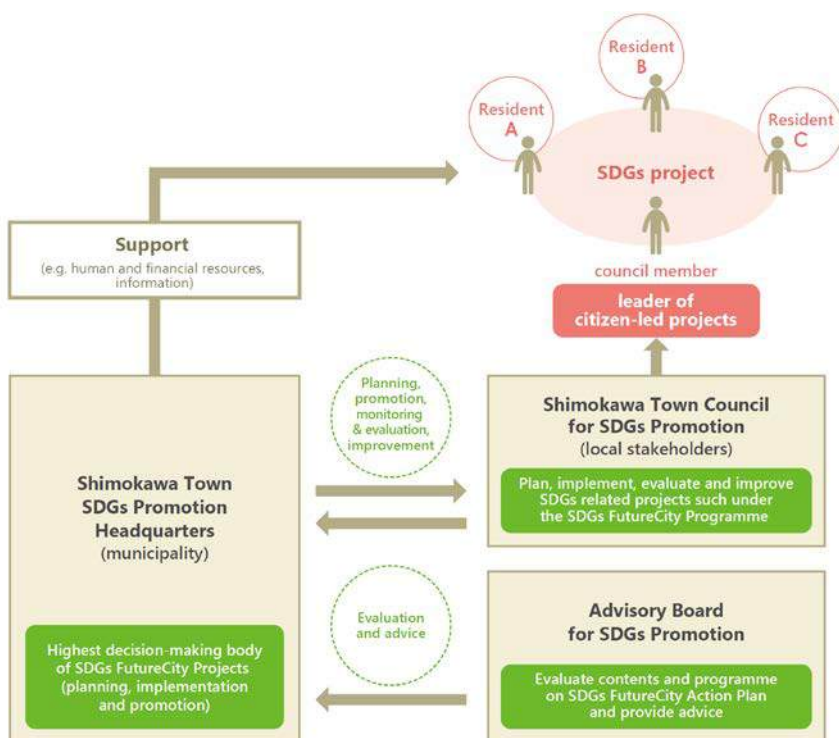 Resident
B
Resident
A
Resident
C
SDGs project
Support
(e.g. human and financial resources,
information)
council member
leader of
citizen-led projects
Planning,
promotion,
monitoring
& evaluation,
improvement
Shimokawa Town Council
for SDGs Promotion
(local stakeholders)
Plan, implement, evaluate and improve
SDGs related projects such under
the SDGs FutureCity Programme
Shimokawa Town
SDGs Promotion
Headquarters
(municipality)
Highest decision-making body
of SDGs FutureCity Projects
(planning, implementation
and promotion)
Evaluation
and advice
Advisory Board
for SDGs Promotion
Evaluate contents and programme
on SDGs FutureCity Action Plan
and provide advice